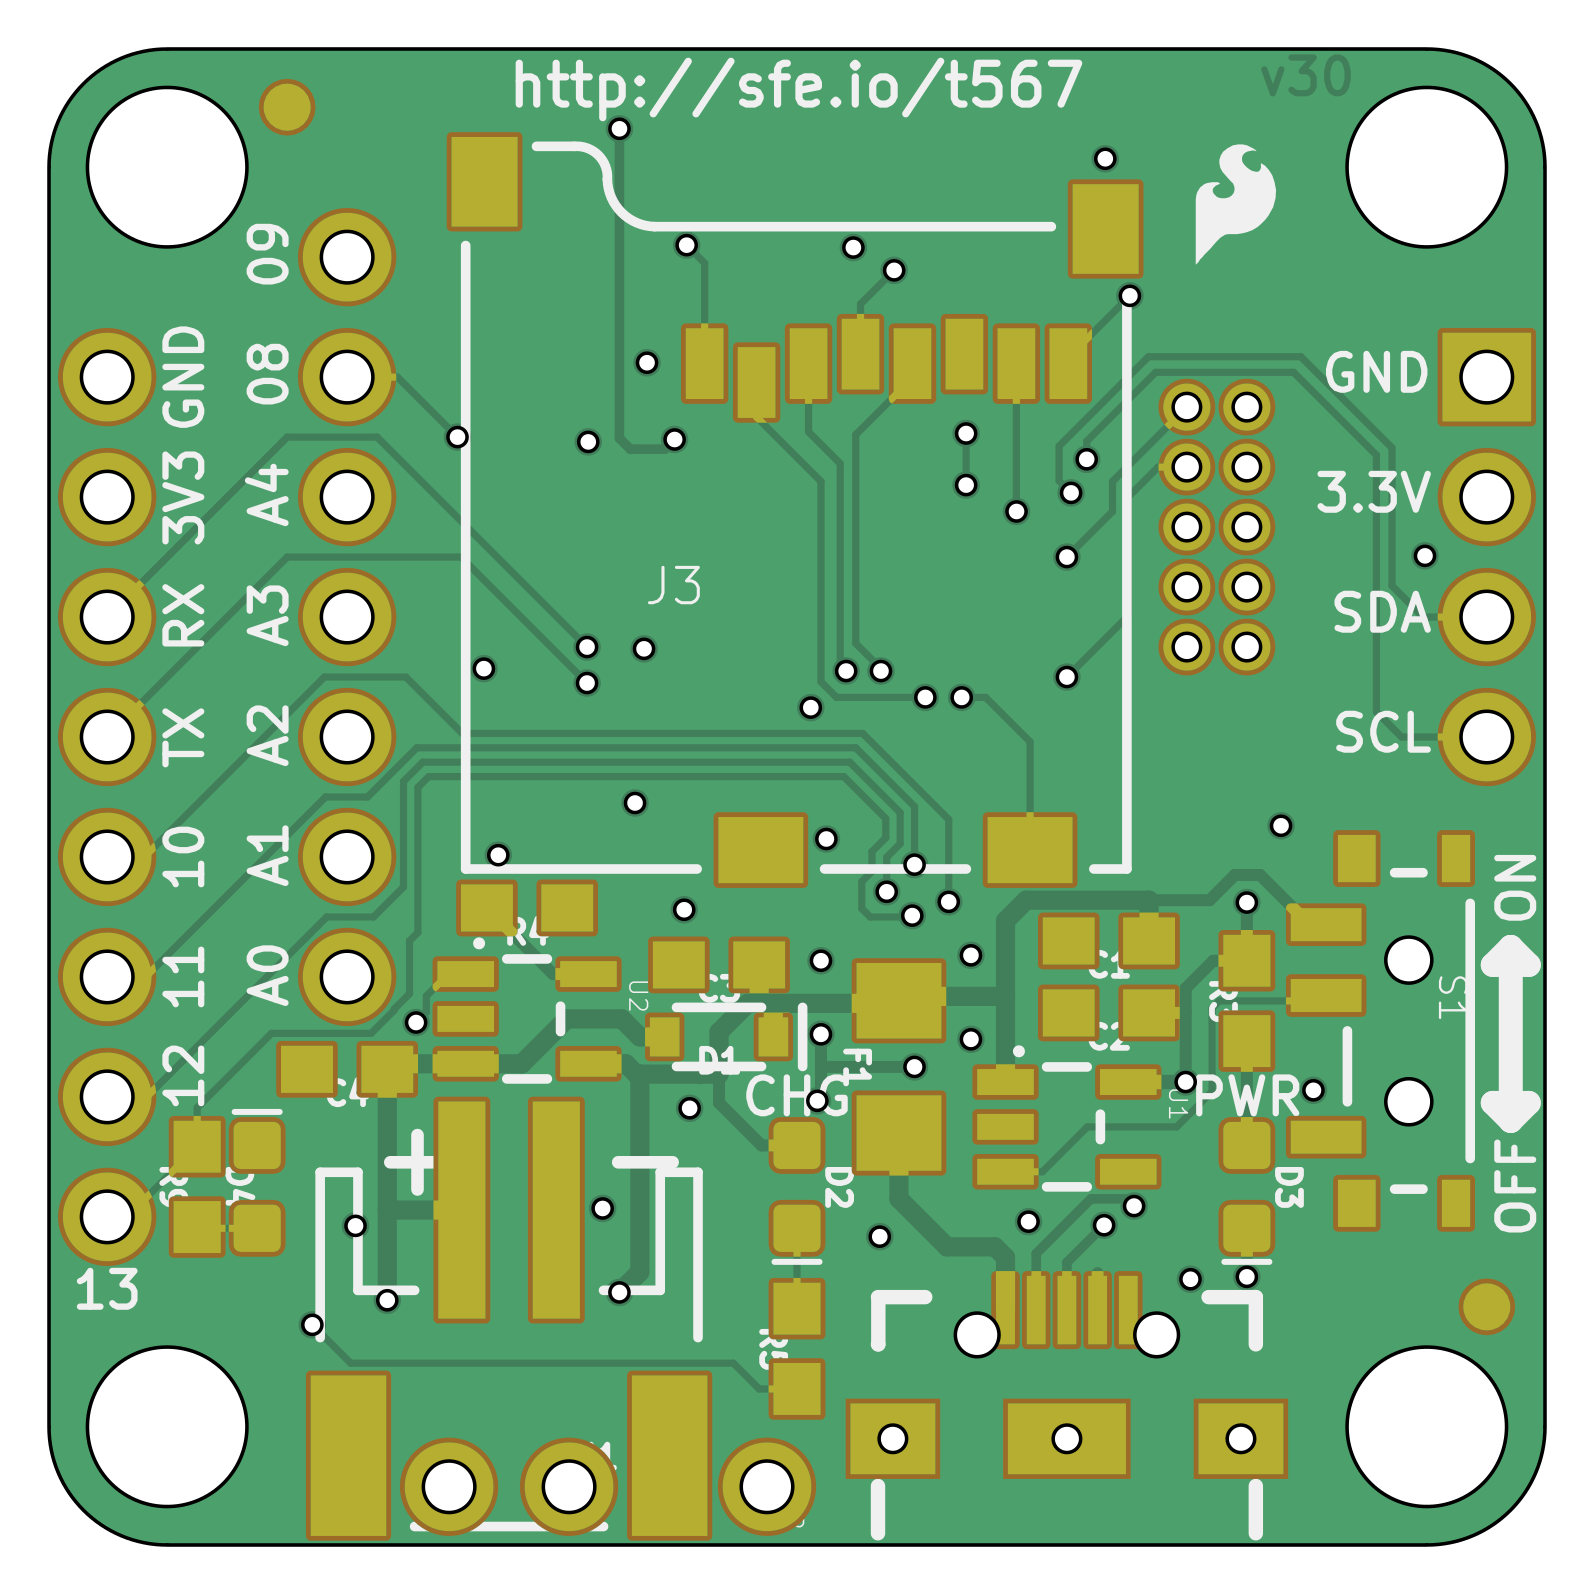 http://sfe.io/t567
v30
09
08
GND
3V3
A4
RX
A3
TX
A2
10
A1
11
A0
12
13
J3
GND
3.3V
SDA
SCL
ON
OFF
S1
R4
U2
C3
C1
C2
R3
D1
F1
CHG
PWR
U1
C4
D4
D2
D3
R5